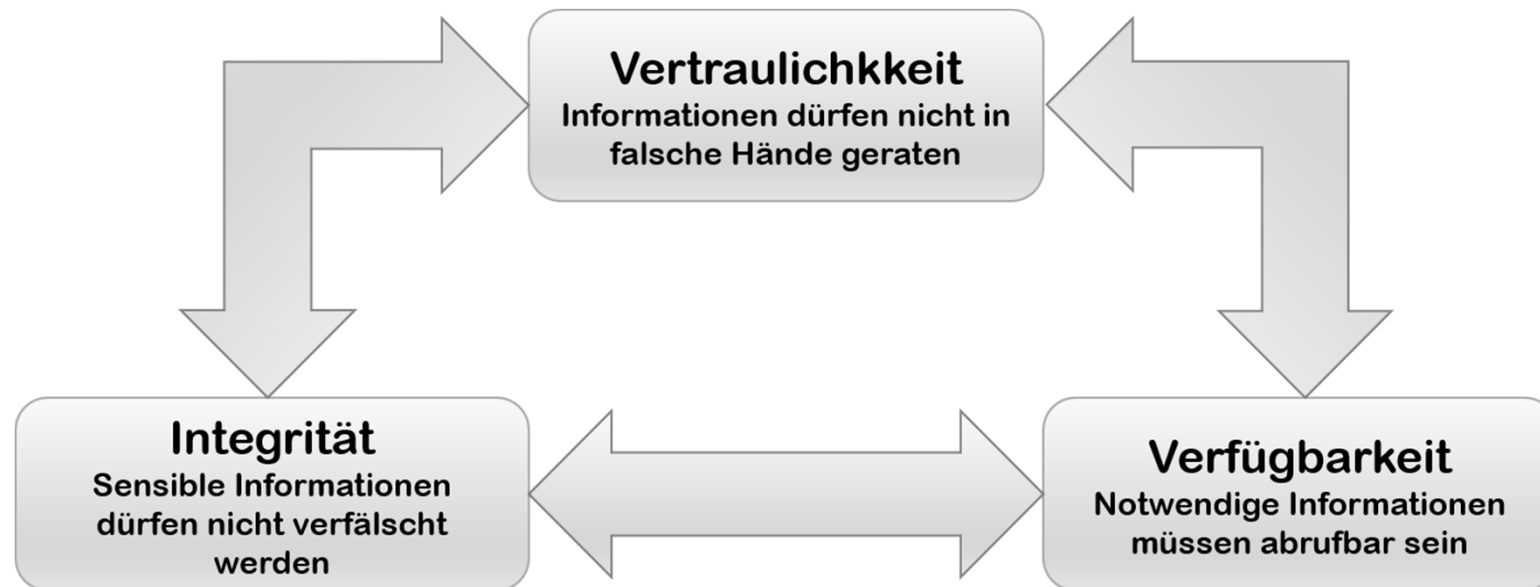 Vertraulichkkeit
Informationen dürfen nicht in
falsche Hände geraten
Integrität
Sensible Informationen
dürfen nicht verfälscht
werden
Verfügbarkeit
Notwendige Informationen
müssen abrufbar sein